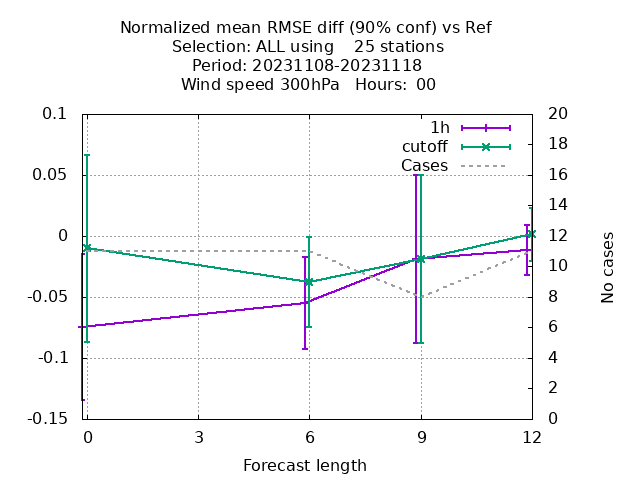 Normalized mean RMSE diff (90% conf) vs Ref
Selection: ALL using    25 stations
Period: 20231108-20231118
Wind speed 300hPa   Hours:  00
0.1
0.05
0
-0.05
-0.1
-0.15
20
18
16
14
12
10
8
6
4
2
0
1h
cutoff
Cases
No cases
0 3 6 9 12
Forecast length